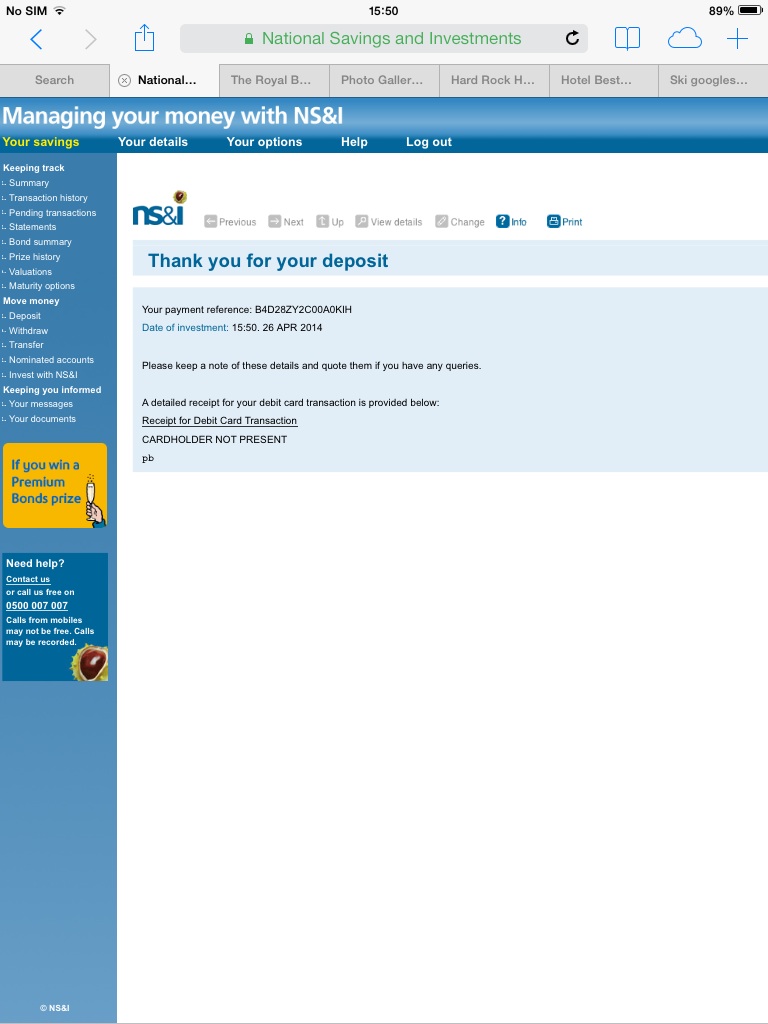 No SIM 15:50 89%
National Savings and Investments
Search National... The Royal B... Photo Galler... Hard Rock H... Hotel Best... Ski googles...
Managing your money with NS&I
Your savings Your details Your options Help Log out
Keeping track
Summary
Transaction history
Pending transactions
Statements
Bond summary
Prize history
Valuations
Maturity options
Move money
Deposit
Withdraw
Transfer
Nominated accounts
Invest with NS&I
Keeping you informed
Your messages
Your documents
If you win a
Premium
Bonds prize
Need help?
Contact us
or call us free on
0500 007 007
Calls from mobiles
may not be free. Calls
may be recorded.
© NS&I
ns&i Previous Next Up View details Change ? Info Print
Thank you for your deposit
Your payment reference: B4D28ZY2C00A0KIH
Date of investment: 15:50. 26 APR 2014
Please keep a note of these details and quote them if you have any queries.
A detailed receipt for your debit card transaction is provided below:
Receipt for Debit Card Transaction
CARDHOLDER NOT PRESENT
pb